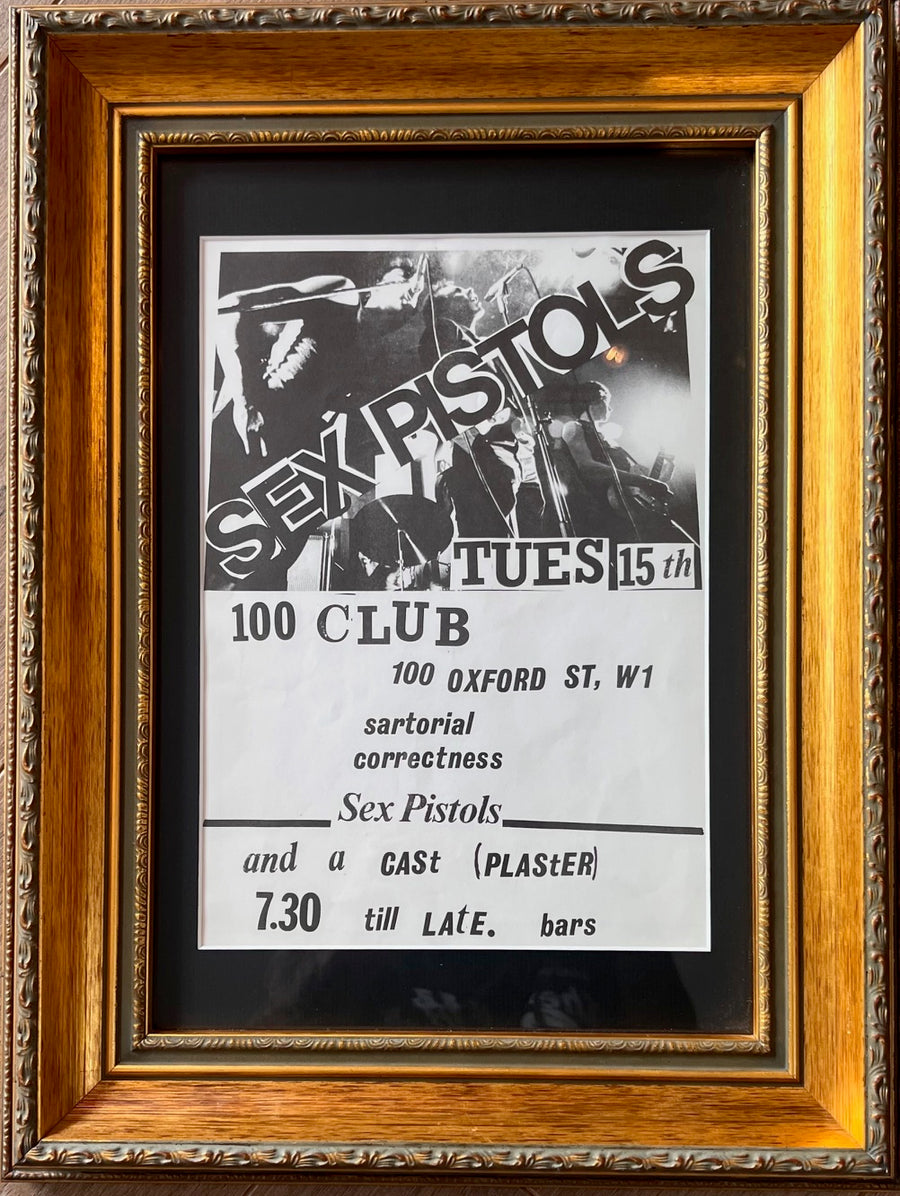 SEX PISTOLS
TUES 15th
100 CLUB
100 OXFORD ST, W1
sartorial
correctness
Sex Pistols
and a CASt (PLAStER)
7.30 till LAtE. bars